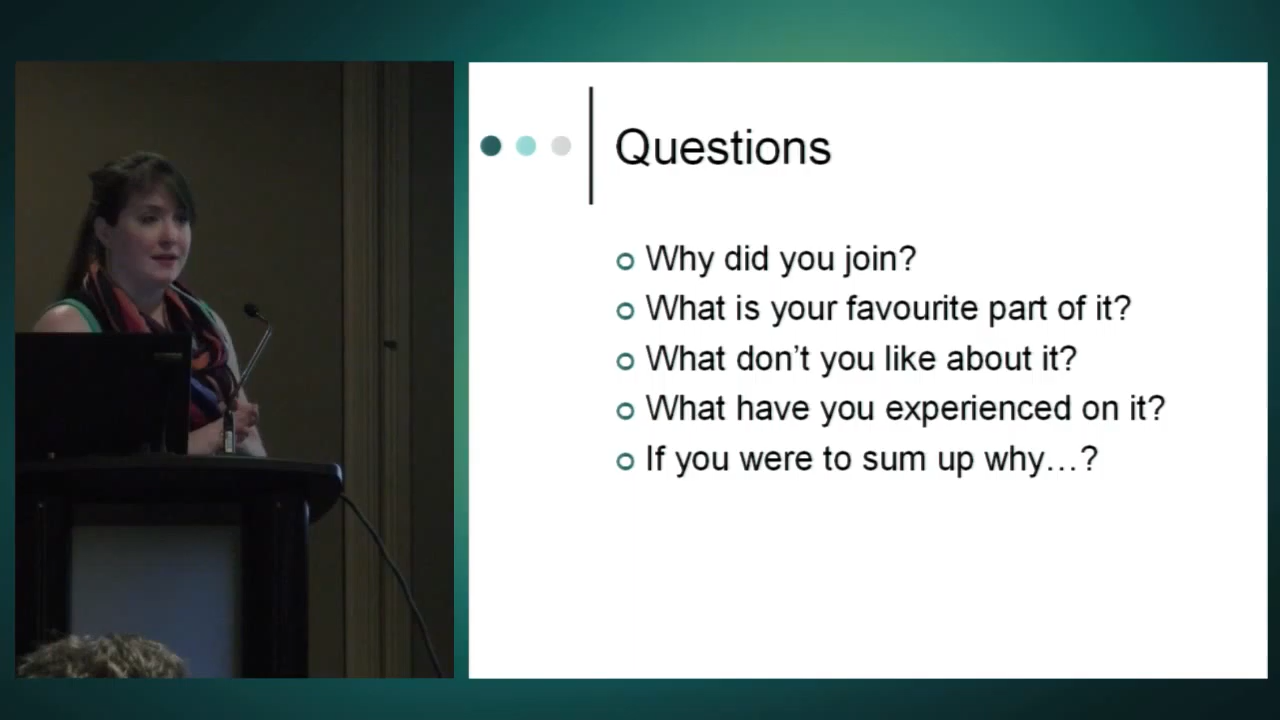 Questions
Why did you join?
What is your favourite part of it?
What don't you like about it?
What have you experienced on it?
If you were to sum up why…?